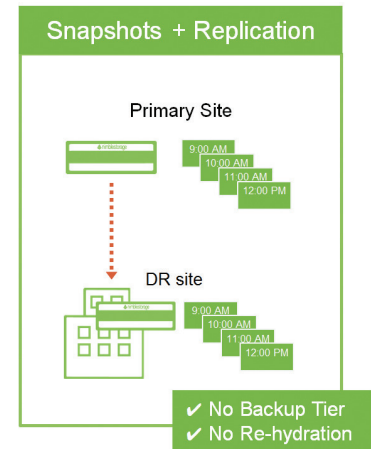 Snapshots + Replication
Primary Site
nimblestorage
9:00 AM
10:00 AM
11:00 AM
12:00 PM
DR site
9:00 AM
10:00 AM
11:00 AM
12:00 PM
✔ No Backup Tier
✔ No Re-hydration